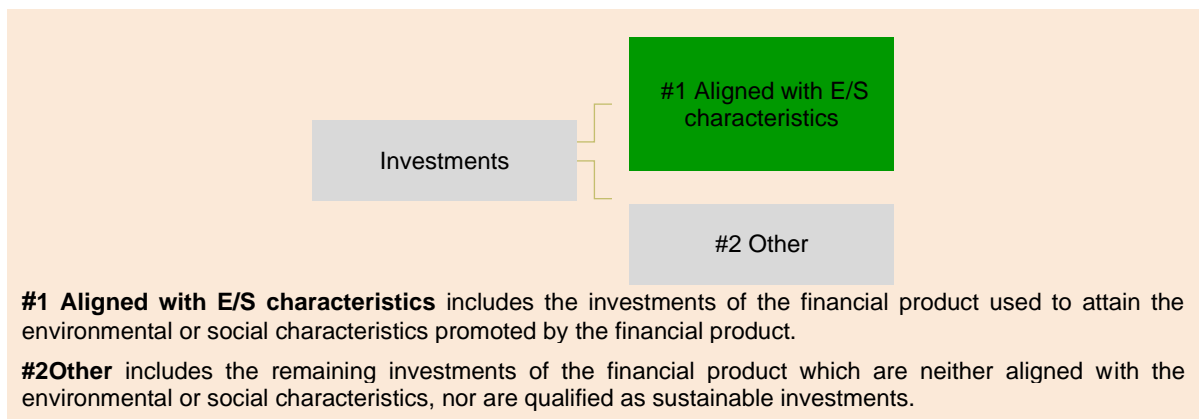 #1 Aligned with E/S
characteristics
Investments
#2 Other
#1 Aligned with E/S characteristics includes the investments of the financial product used to attain the
environmental or social characteristics promoted by the financial product.
#2Other includes the remaining investments of the financial product which are neither aligned with the
environmental or social characteristics, nor are qualified as sustainable investments.